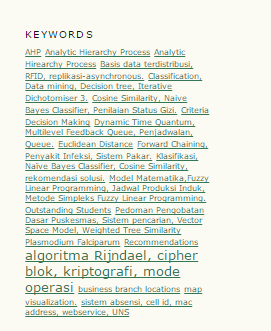 KEYWORDS
AHP Analytic Hierarchy Process Analytic
Hirearchy Process Basis data terdistribusi,
RFID, replikasi-asynchronous. Classification,
Data mining, Decision tree, Iterative
Dichotomiser 3. Cosine Similarity, Naive
Bayes Classifier, Penilaian Status Gizi. Criteria
Decision Making Dynamic Time Quantum,
Multilevel Feedback Queue, Penjadwalan,
Queue. Euclidean Distance Forward Chaining,
Penyakit Infeksi, Sistem Pakar. Klasifikasi,
Naive Bayes Classifier, Cosine Similarity,
rekomendasi solusi. Model Matematika,Fuzzy
Linear Programming, Jadwal Produksi Induk,
Metode Simpleks Fuzzy Linear Programming.
Outstanding Students Pedoman Pengobatan
Dasar Puskesmas, Sistem pencarian, Vector
Space Model, Weighted Tree Similarity
Plasmodium Falciparum Recommendations
algoritma Rijndael, cipher
blok, kriptografi, mode
operasi business branch locations map
visualization. sistem absensi, cell id, mac
address, webservice, UNS